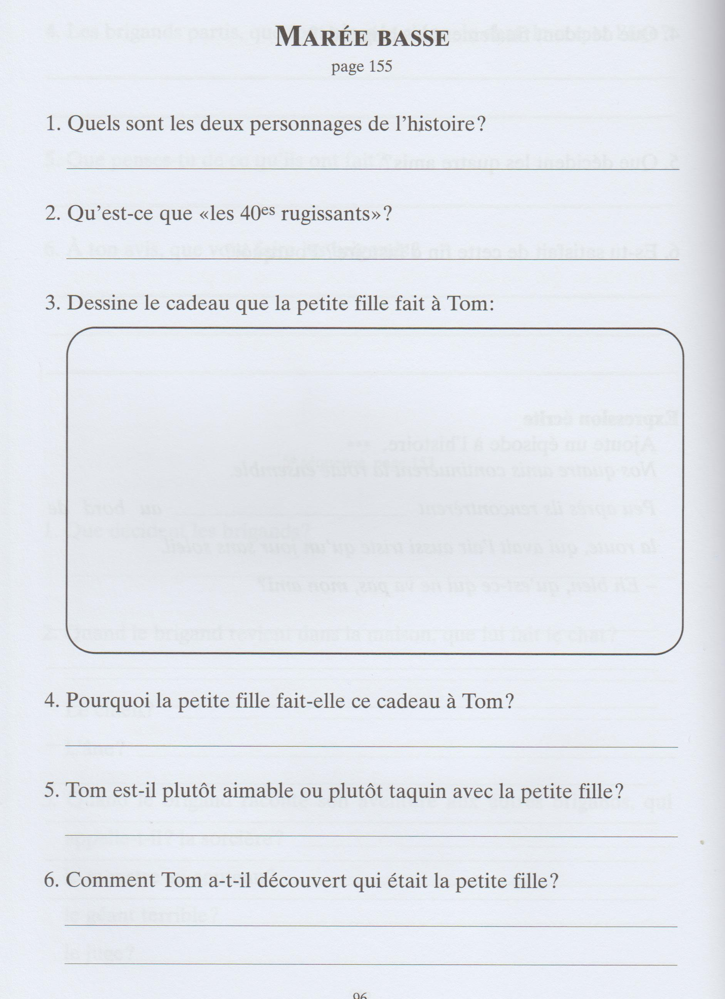 MARÉE BASSE
page 155
1. Quels sont les deux personnages de l'histoire?
2. Qu'est-ce que «les 40es rugissants»?
3. Dessine le cadeau que la petite fille fait à Tom:
4. Pourquoi la petite fille fait-elle ce cadeau à Tom?
5. Tom est-il plutôt aimable ou plutôt taquin avec la petite fille?
6. Comment Tom a-t-il découvert qui était la petite fille?
96